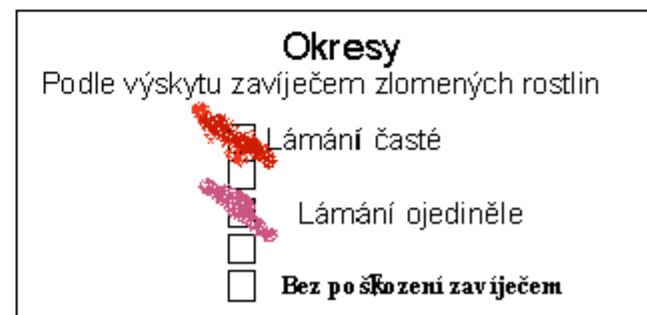 Okresy
Podle výskytu zavíječem zlomených rostlin
Lámání časté
Lámání ojediněle
Bez poškození zavíječem